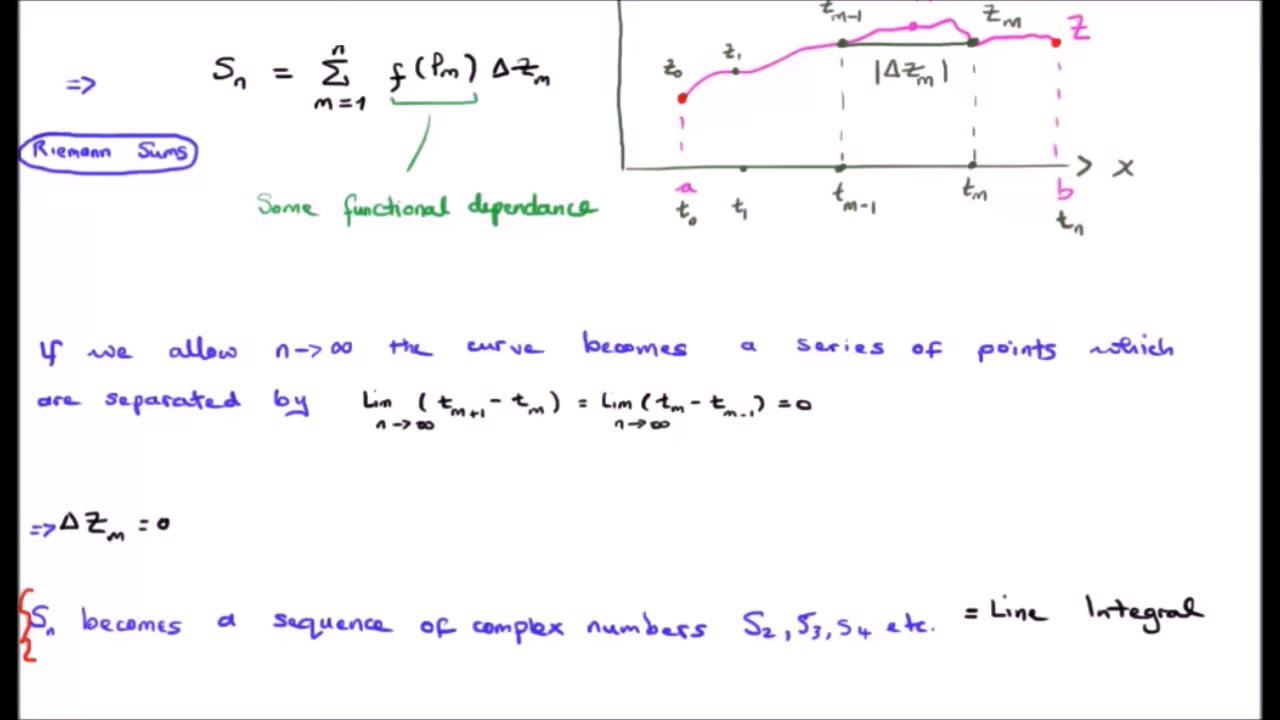 ⇒ Sₙ = Σ f(Pₘ) ΔZₘ
n
m=1
Riemann Sums
Some functional dependance
tₘ₋₁
Zₘ
Z
z₀
z₁
|ΔZₘ|
x
a
t₀
t₁
tₘ₋₁
tₘ
b
tₙ
If we allow n→∞ the curve becomes a series of points which
are separated by Lim (tₘ₊₁ - tₘ) = Lim (tₘ - tₘ₋₁) = 0
n→∞ n→∞
⇒ ΔZₘ = 0
Sₙ becomes a sequence of complex numbers S₂, S₃, S₄ etc. = Line Integral